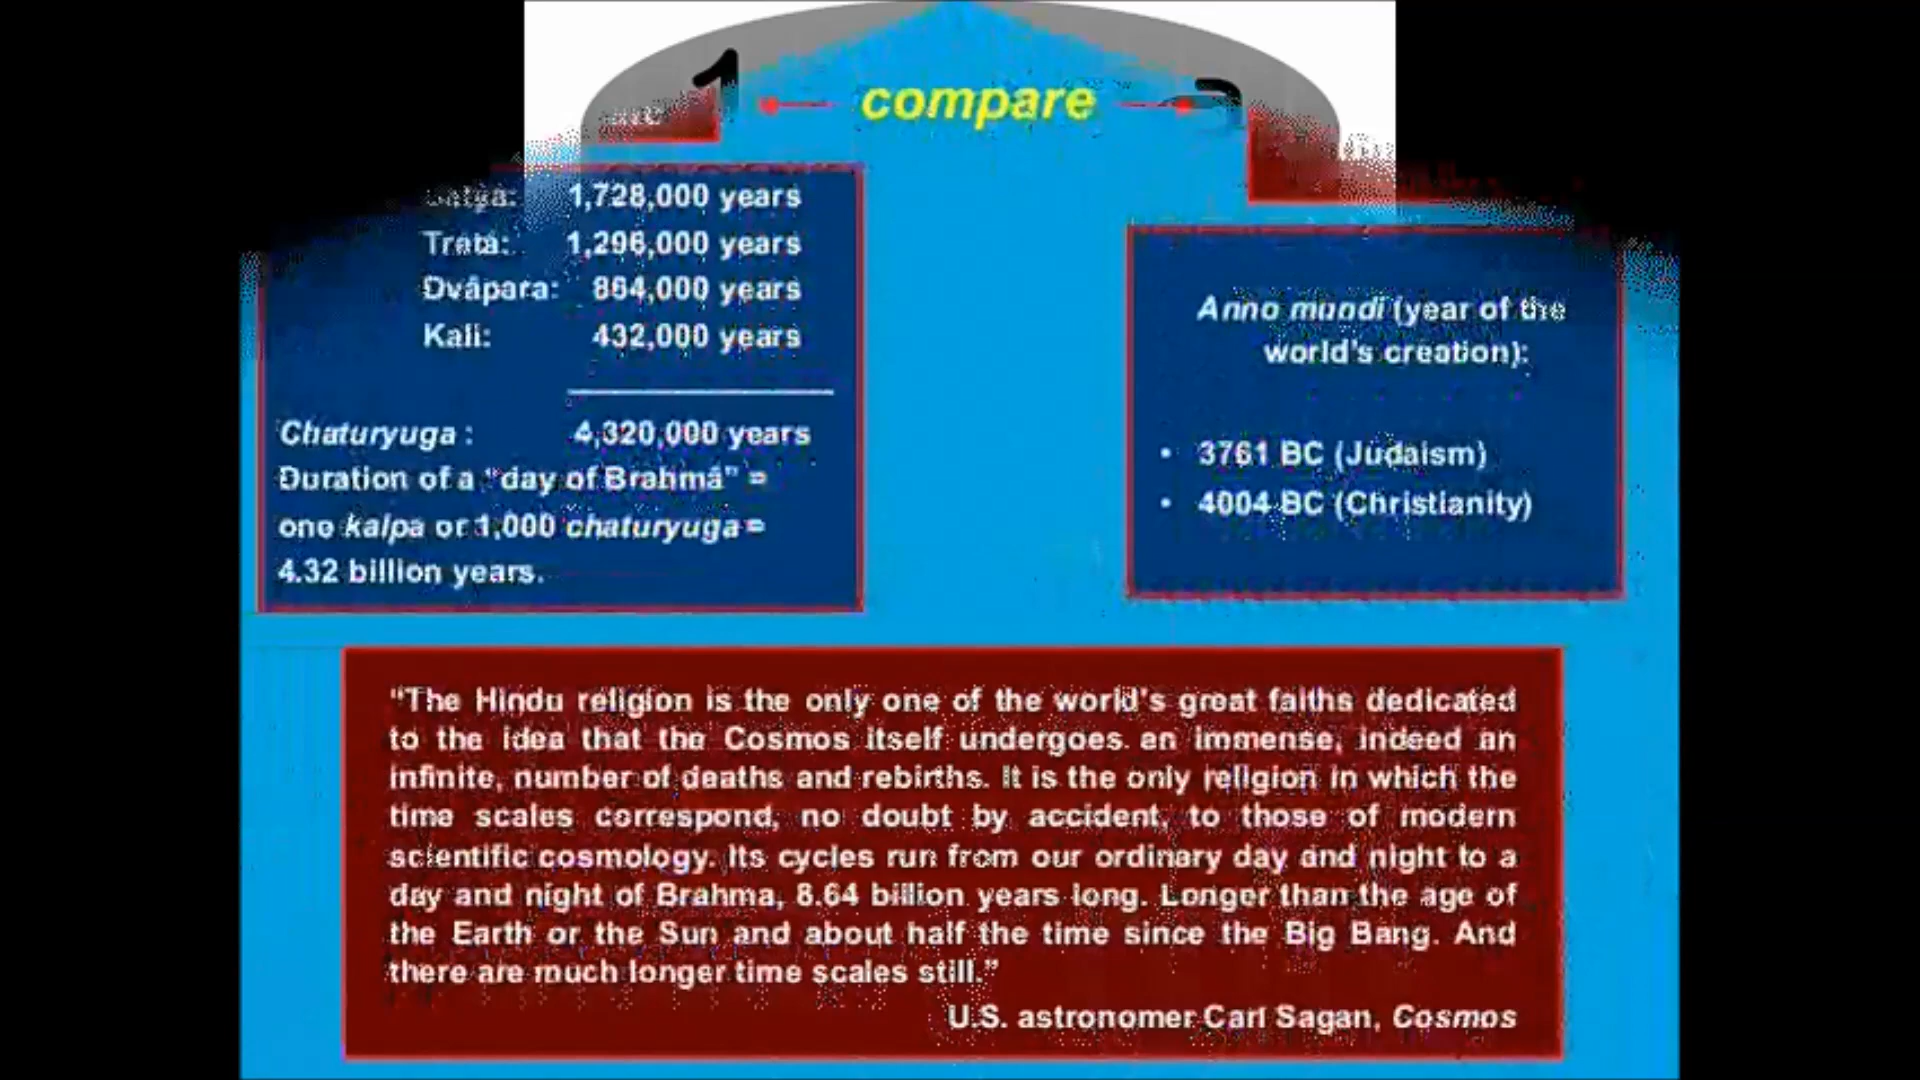 1
compare
1,728,000 years
Tretá: 1,296,000 years
Dvâpara: 864,000 years
Kali: 432,000 years
Chaturyuga : 4,320,000 years
Duration of a “day of Brahmâ” =
one kalpa or 1,000 chaturyuga =
4.32 billion years.
Anno mundi (year of the
world's creation):
• 3761 BC (Judaism)
• 4004 BC (Christianity)
“The Hindu religion is the only one of the world's great faiths dedicated
to the idea that the Cosmos itself undergoes an immense, indeed an
infinite, number of deaths and rebirths. It is the only religion in which the
time scales correspond, no doubt by accident, to those of modern
scientific cosmology. Its cycles run from our ordinary day and night to a
day and night of Brahma, 8.64 billion years long. Longer than the age of
the Earth or the Sun and about half the time since the Big Bang. And
there are much longer time scales still.”
U.S. astronomer Carl Sagan, Cosmos